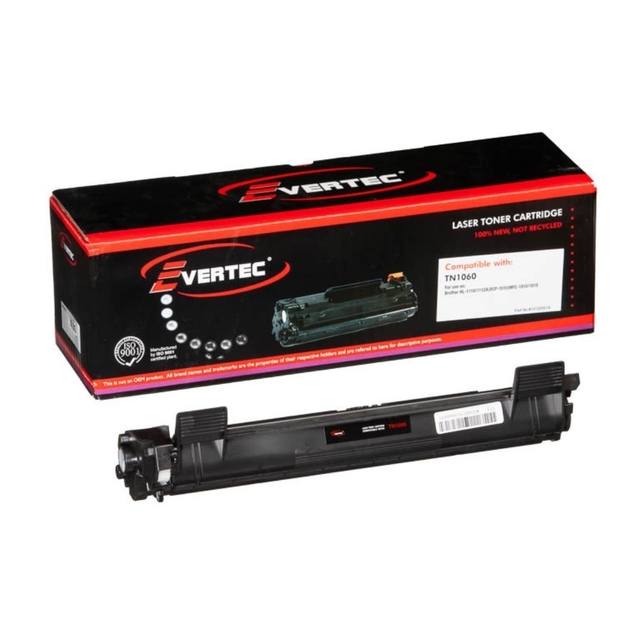 EVERTEC
LASER TONER CARTRIDGE
100% NEW, NOT RECYCLED
EVERTEC
Compatible with:
TN1060
For use on:
Brother
ISO
9001
Manufactured
by ISO 9001
certified plant.
This is not an OEM product. All brand names and trademarks are the properties of their respective holders and are referred here for descriptive purpose.
TN1060